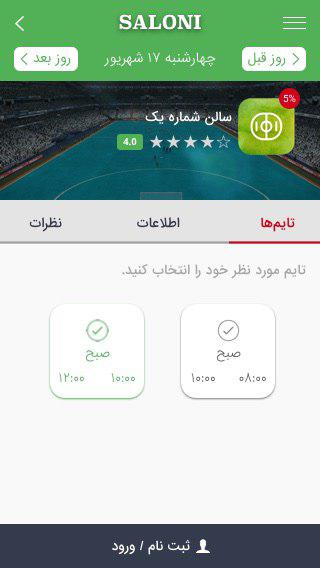 SALONI
روز قبل
چهارشنبه ۱۷ شهریور
روز بعد
5%
سالن شماره یک
4.0
تایم‌ها
اطلاعات
نظرات
تایم مورد نظر خود را انتخاب کنید.
صبح
۰۸:۰۰ ۱۰:۰۰
صبح
۱۰:۰۰ ۱۲:۰۰
ثبت نام / ورود